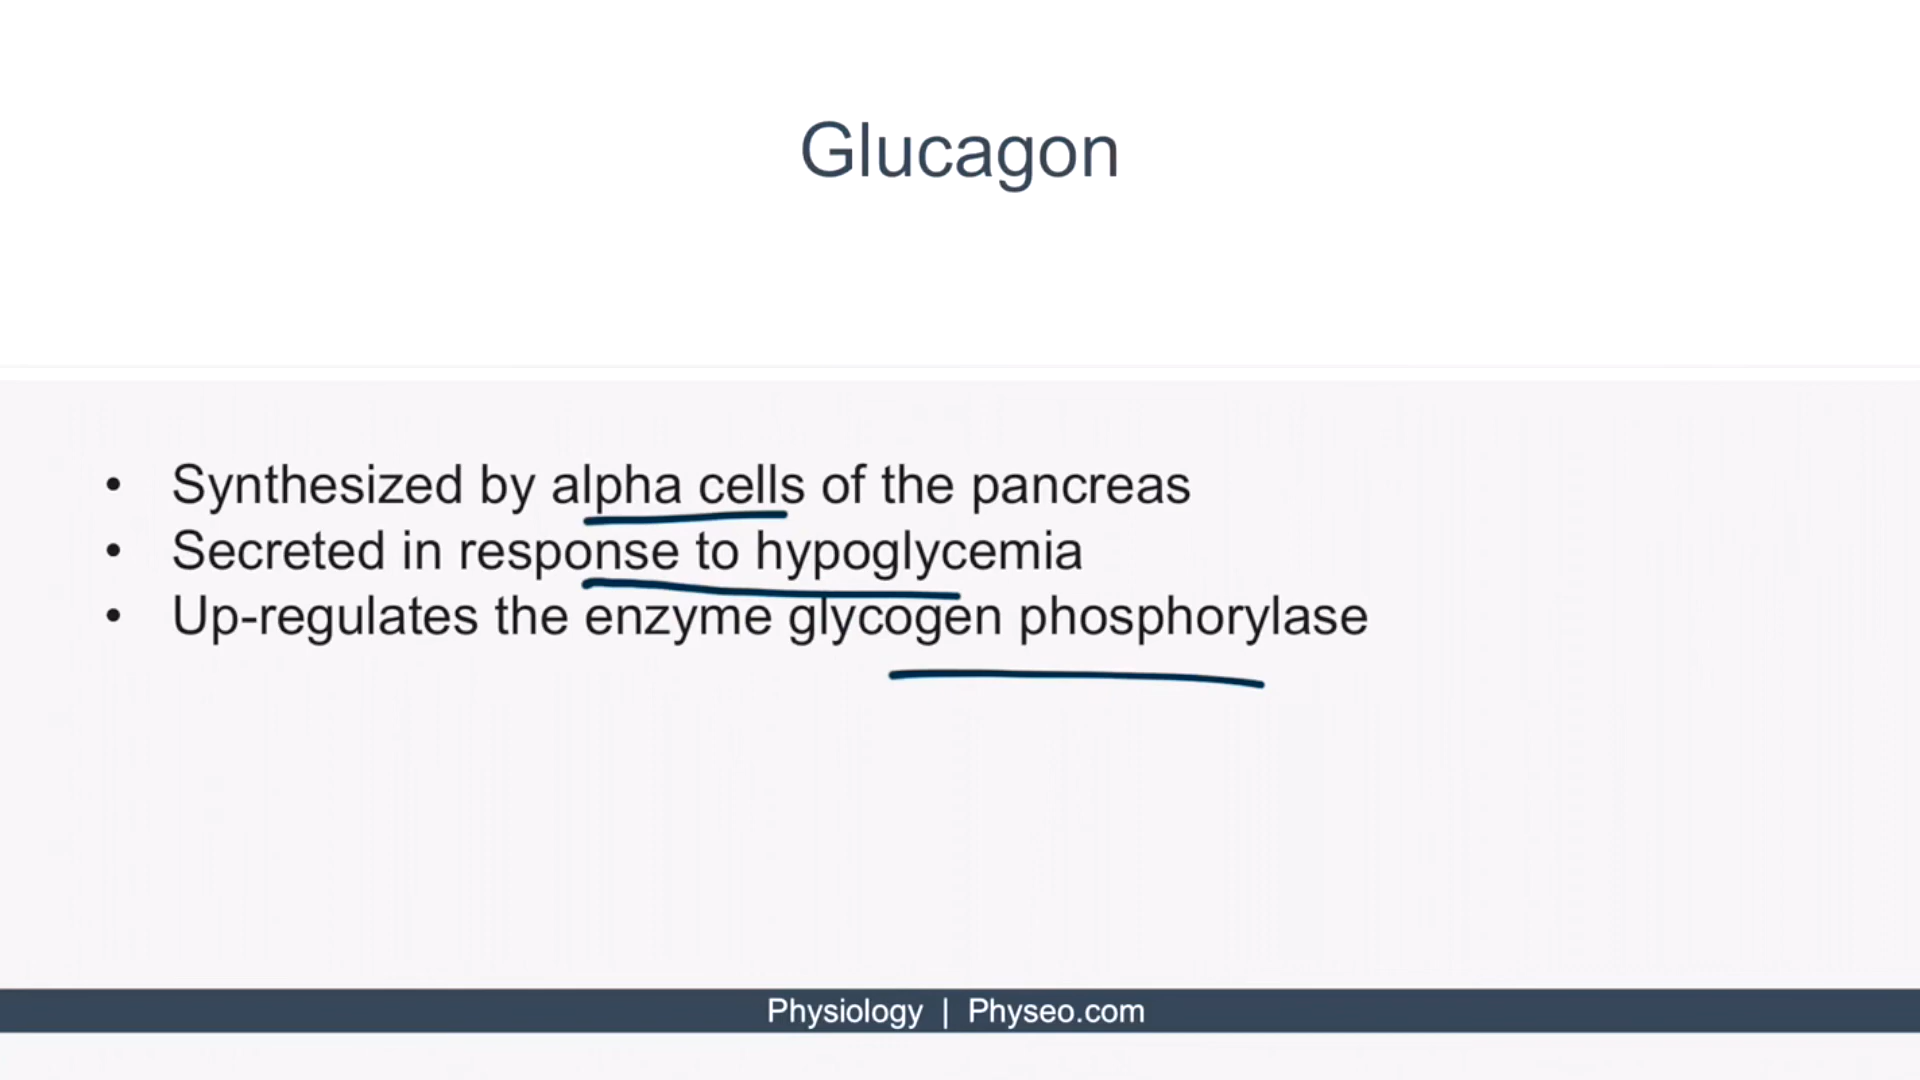 Glucagon
• Synthesized by alpha cells of the pancreas
• Secreted in response to hypoglycemia
• Up-regulates the enzyme glycogen phosphorylase
Physiology | Physeo.com